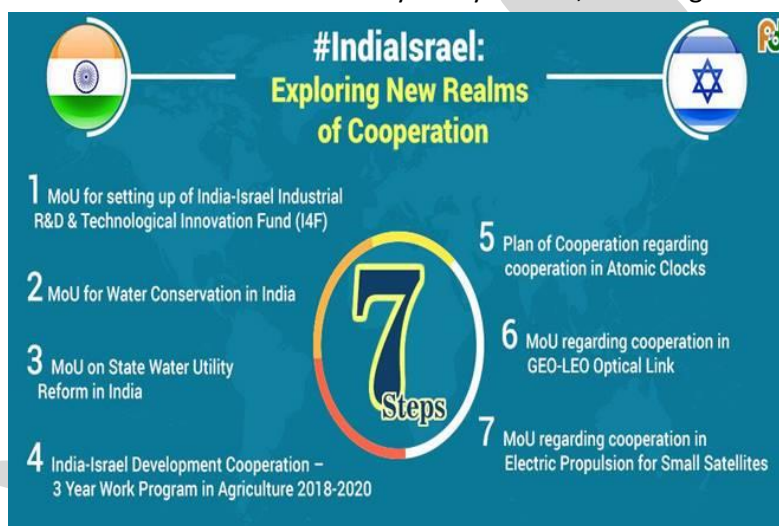 #IndiaIsrael:
Exploring New Realms
of Cooperation
1 MoU for setting up of India-Israel Industrial
R&D & Technological Innovation Fund (I4F)
2 MoU for Water Conservation in India
3 MoU on State Water Utility
Reform in India
4 India-Israel Development Cooperation –
3 Year Work Program in Agriculture 2018-2020
7
Steps
5 Plan of Cooperation regarding
cooperation in Atomic Clocks
6 MoU regarding cooperation in
GEO-LEO Optical Link
7 MoU regarding cooperation in
Electric Propulsion for Small Satellites